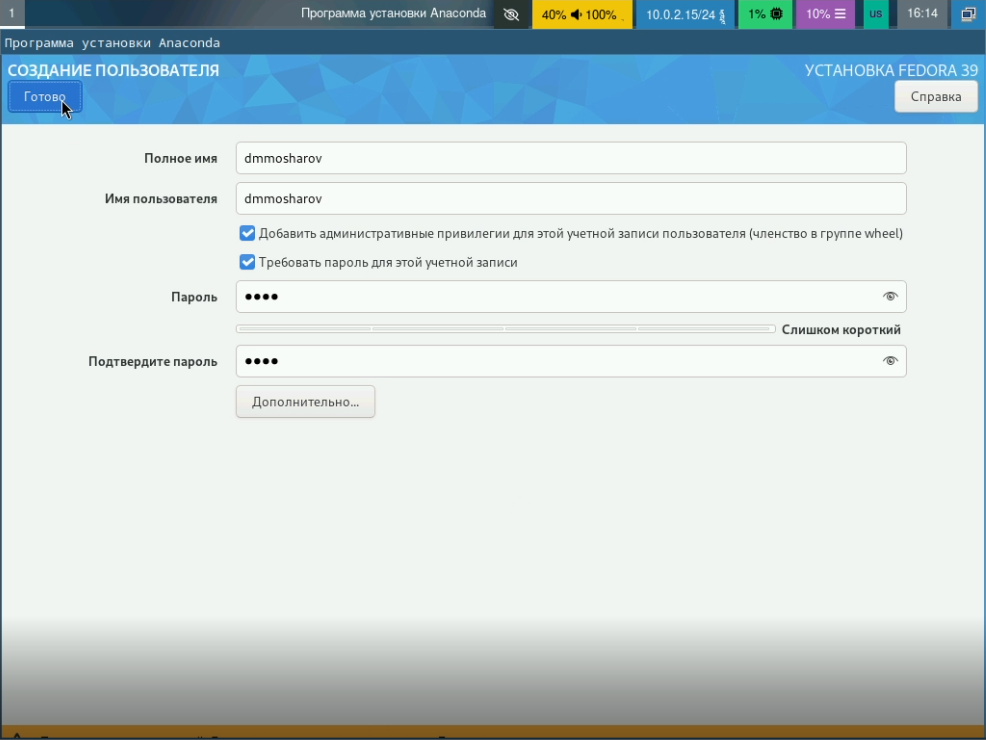 1 Программа установки Anaconda 40% 100% 10.0.2.15/24 1% 10% us 16:14
Программа установки Anaconda
СОЗДАНИЕ ПОЛЬЗОВАТЕЛЯ УСТАНОВКА FEDORA 39
Готово Справка
Полное имя dmmosharov
Имя пользователя dmmosharov
Добавить административные привилегии для этой учетной записи пользователя (членство в группе wheel)
Требовать пароль для этой учетной записи
Пароль ••••
Слишком короткий
Подтвердите пароль ••••
Дополнительно...